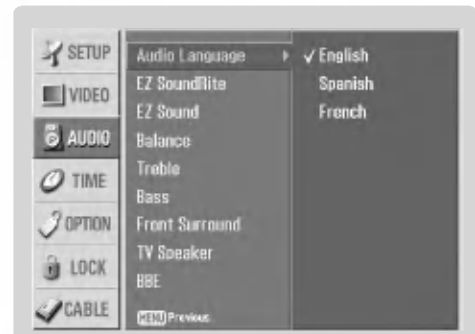 SETUP
VIDEO
AUDIO
TIME
OPTION
LOCK
CABLE
Audio Language
EZ SoundRite
EZ Sound
Balance
Treble
Bass
Front Surround
TV Speaker
BBE
MENU Previous
✓ English
Spanish
French